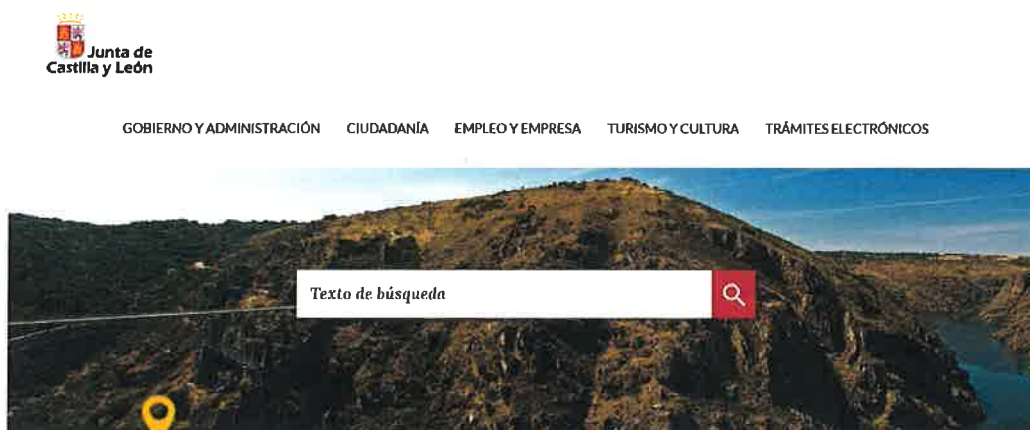 Junta de
Castilla y León
GOBIERNO Y ADMINISTRACIÓN CIUDADANÍA EMPLEO Y EMPRESA TURISMO Y CULTURA TRÁMITES ELECTRÓNICOS
Texto de búsqueda